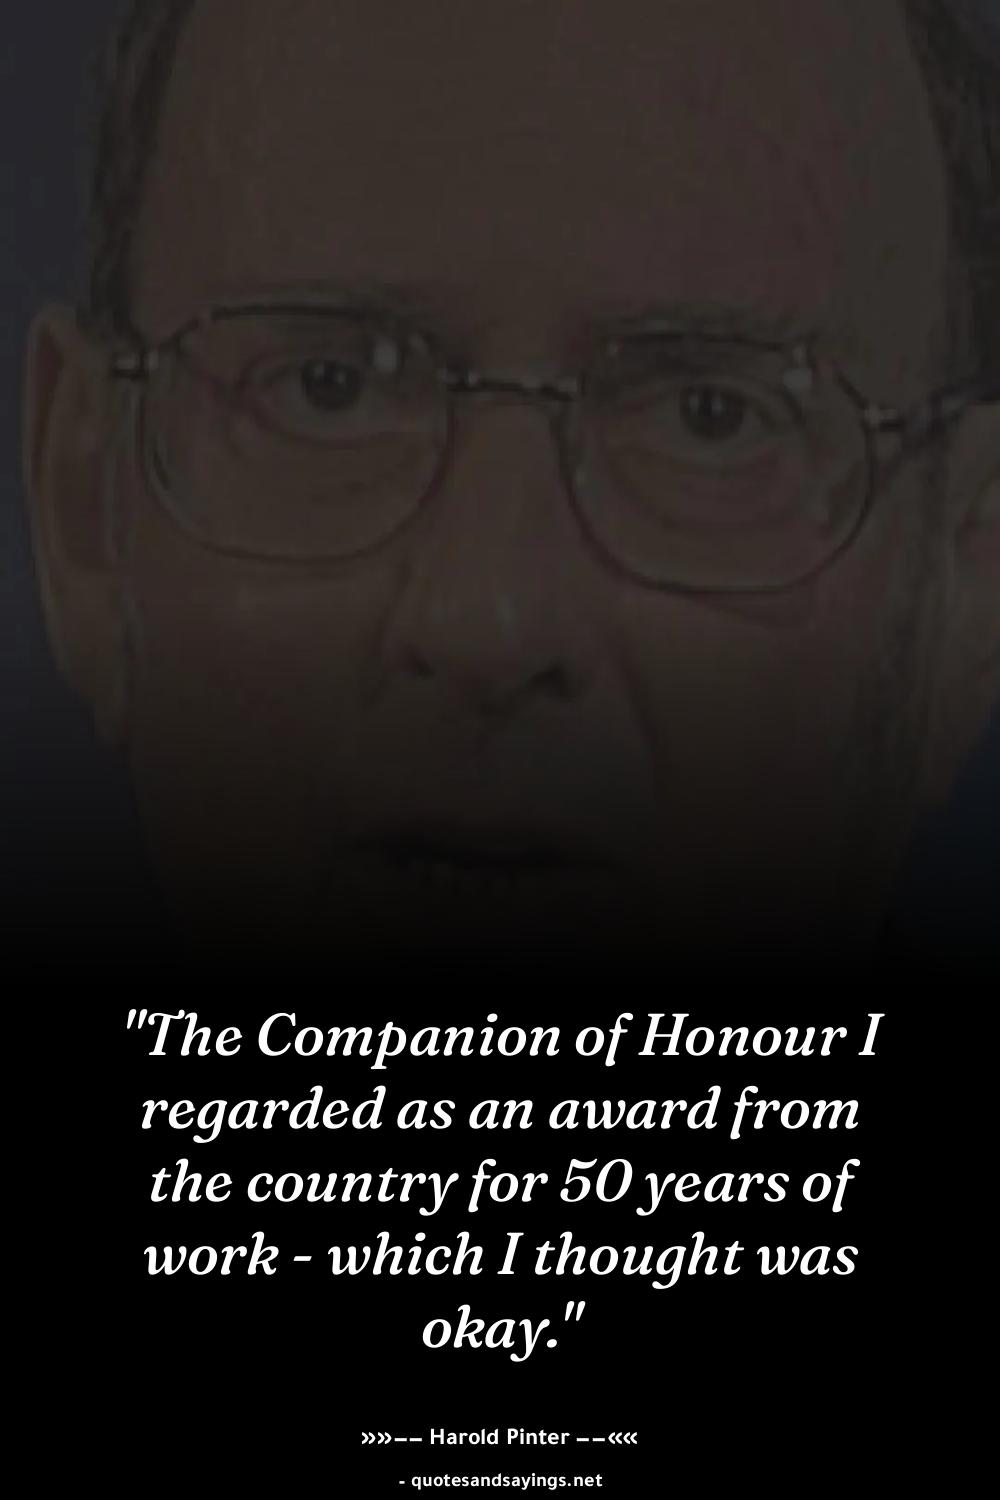 "The Companion of Honour I
regarded as an award from
the country for 50 years of
work - which I thought was
okay."
»»–– Harold Pinter ––««
- quotesandsayings.net